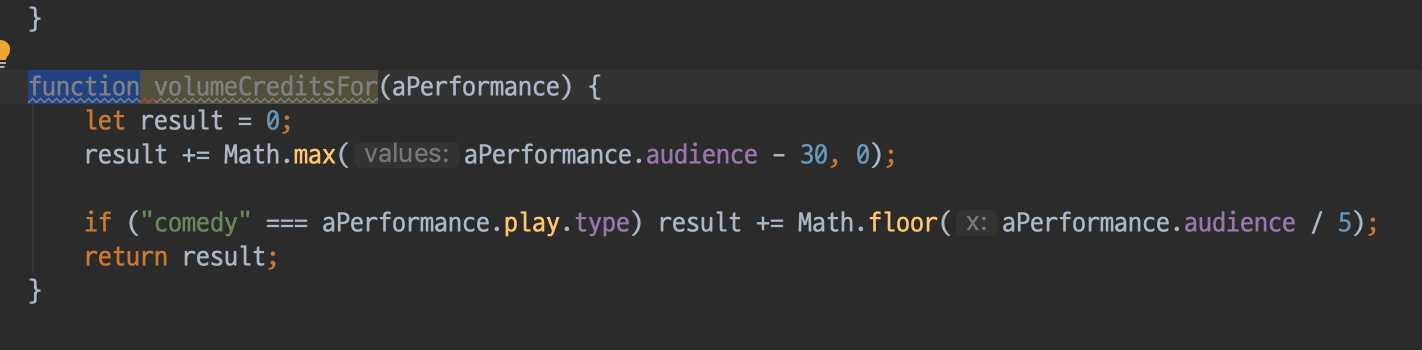 }
function volumeCreditsFor(aPerformance) {
let result = 0;
result += Math.max( values: aPerformance.audience - 30, 0);
if ("comedy" === aPerformance.play.type) result += Math.floor( x: aPerformance.audience / 5);
return result;
}